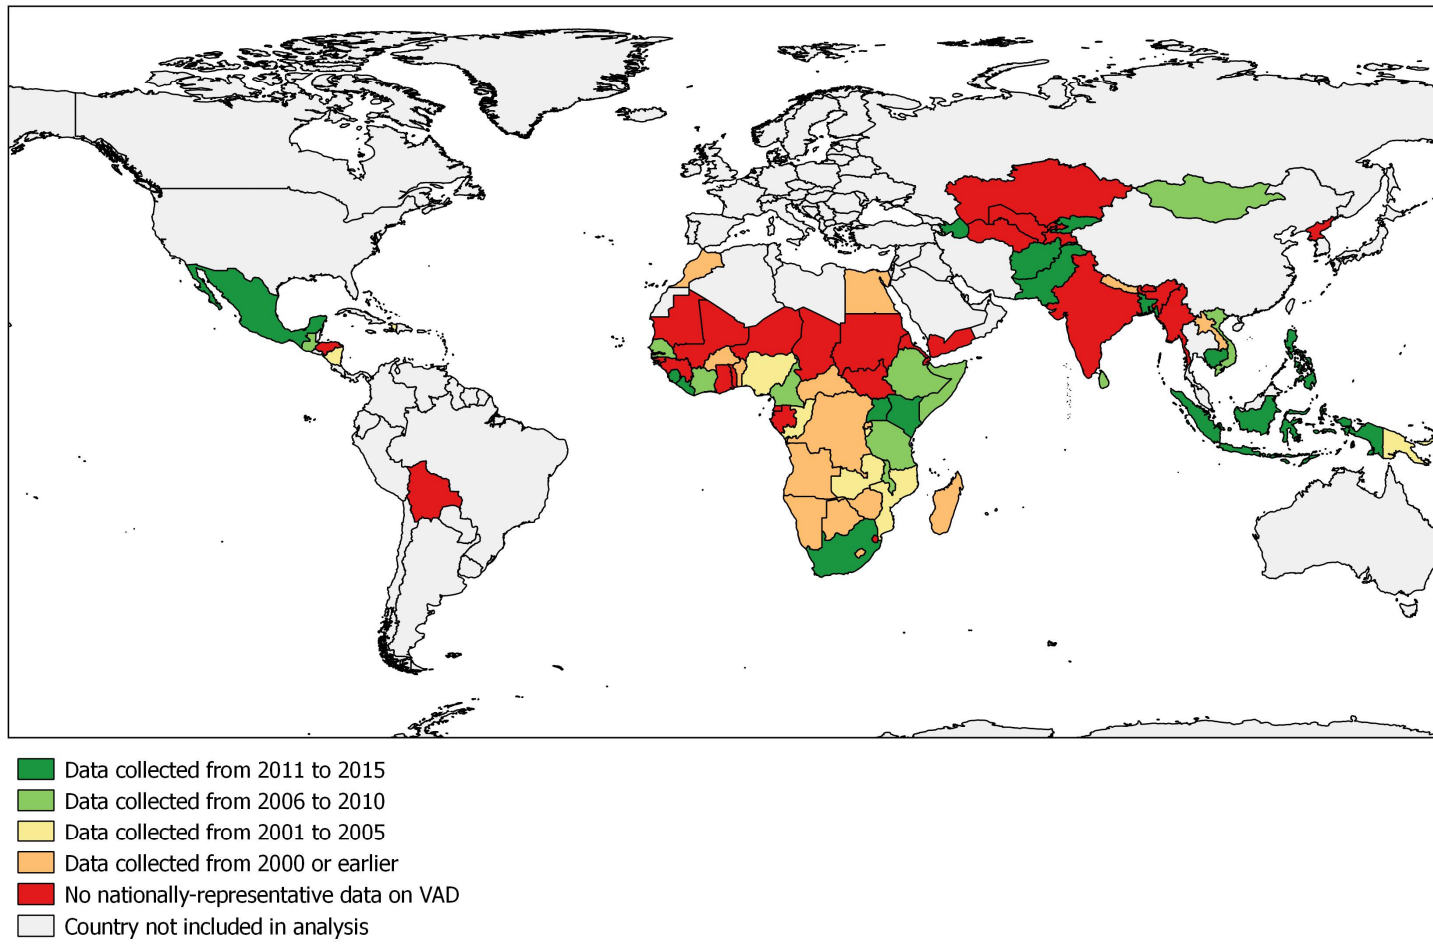 Data collected from 2011 to 2015
Data collected from 2006 to 2010
Data collected from 2001 to 2005
Data collected from 2000 or earlier
No nationally-representative data on VAD
Country not included in analysis